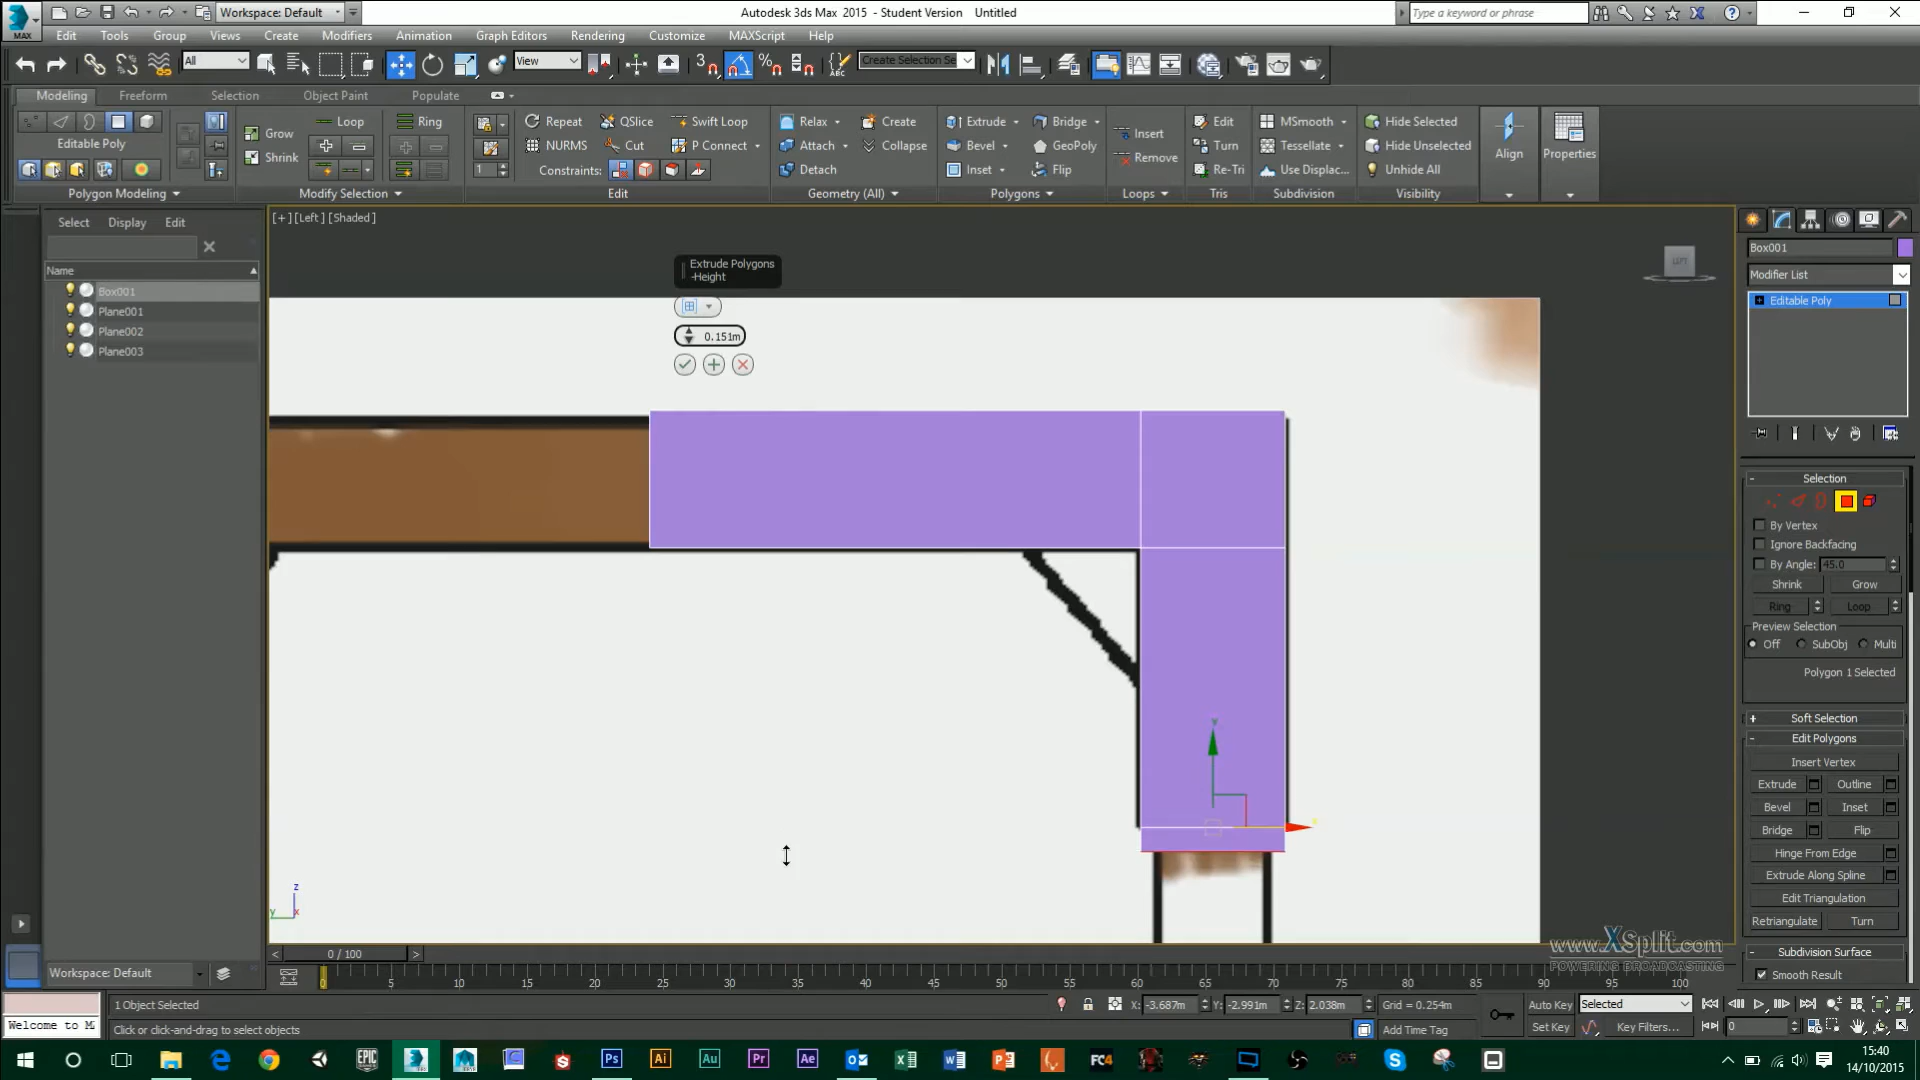 MAX
Workspace: Default
Autodesk 3ds Max 2015 - Student Version    Untitled
Type a keyword or phrase
Edit Tools Group Views Create Modifiers Animation Graph Editors Rendering Customize MAXScript Help
All
View
Create Selection Se
Modeling Freeform Selection Object Paint Populate
Editable Poly
Polygon Modeling
Grow
Shrink
Loop
Ring
Modify Selection
Repeat QSlice Swift Loop
NURMS Cut P Connect
1 Constraints:
Edit
Relax Create
Attach Collapse
Detach
Geometry (All)
Extrude Bridge
Bevel GeoPoly
Inset Flip
Polygons
Insert
Remove
Loops
Edit
Turn
Re-Tri
Tris
MSmooth
Tessellate
Use Displac...
Subdivision
Hide Selected
Hide Unselected
Unhide All
Visibility
Align
Properties
Select Display Edit
Name
Box001
Plane001
Plane002
Plane003
[+] [Left] [Shaded]
Extrude Polygons
-Height
0.151m
LEFT
Box001
Modifier List
Editable Poly
Selection
By Vertex
Ignore Backfacing
By Angle: 45.0
Shrink Grow
Ring Loop
Preview Selection
Off SubObj Multi
Polygon 1 Selected
Soft Selection
Edit Polygons
Insert Vertex
Extrude Outline
Bevel Inset
Bridge Flip
Hinge From Edge
Extrude Along Spline
Edit Triangulation
Retriangulate Turn
Subdivision Surface
Smooth Result
z
y x
www.XSplit.com
POWERING BROADCASTING
0 / 100
Workspace: Default
0 5 10 15 20 25 30 35 40 45 50 55 60 65 70 75 80 85 90 95 100
1 Object Selected
X: -3.687m Y: -2.991m Z: 2.038m Grid = 0.254m
Auto Key Selected
Welcome to M
Click or click-and-drag to select objects
Add Time Tag
Set Key Key Filters... 0
Ps Ai Au Pr Ae FC4
15:40
14/10/2015